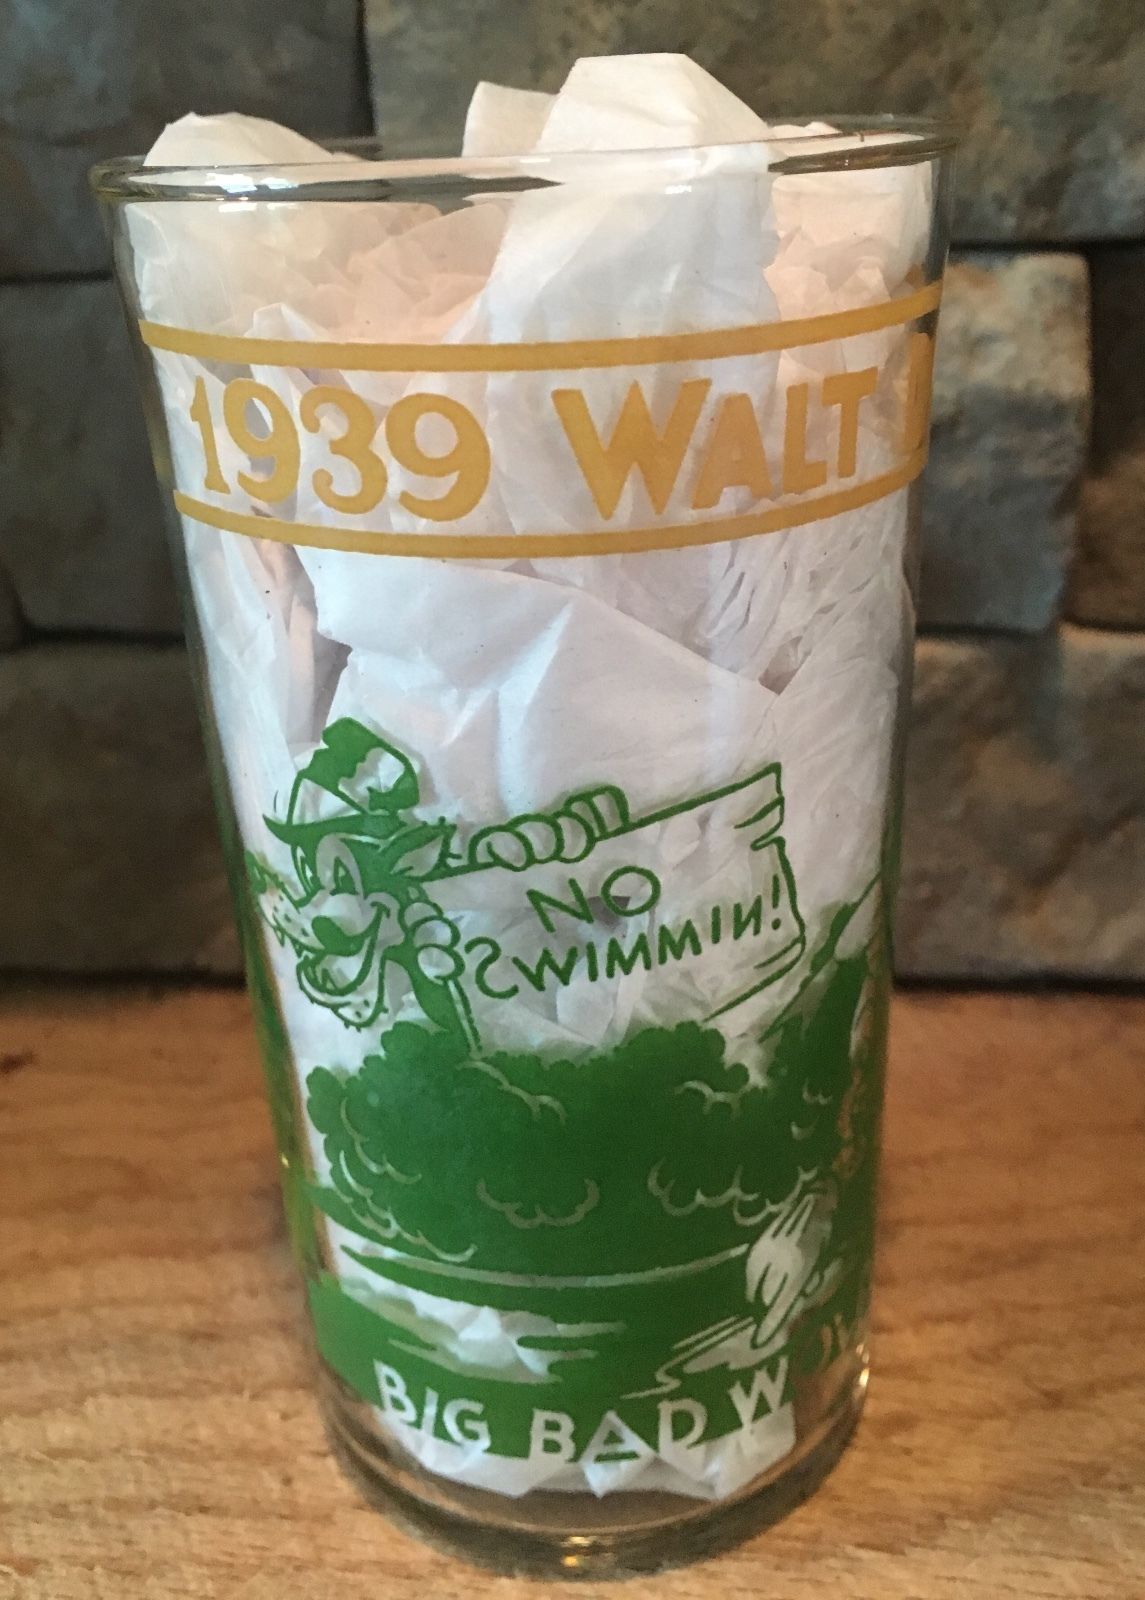 1939 WALT
NO
SWIMMIN!
BIG BAD